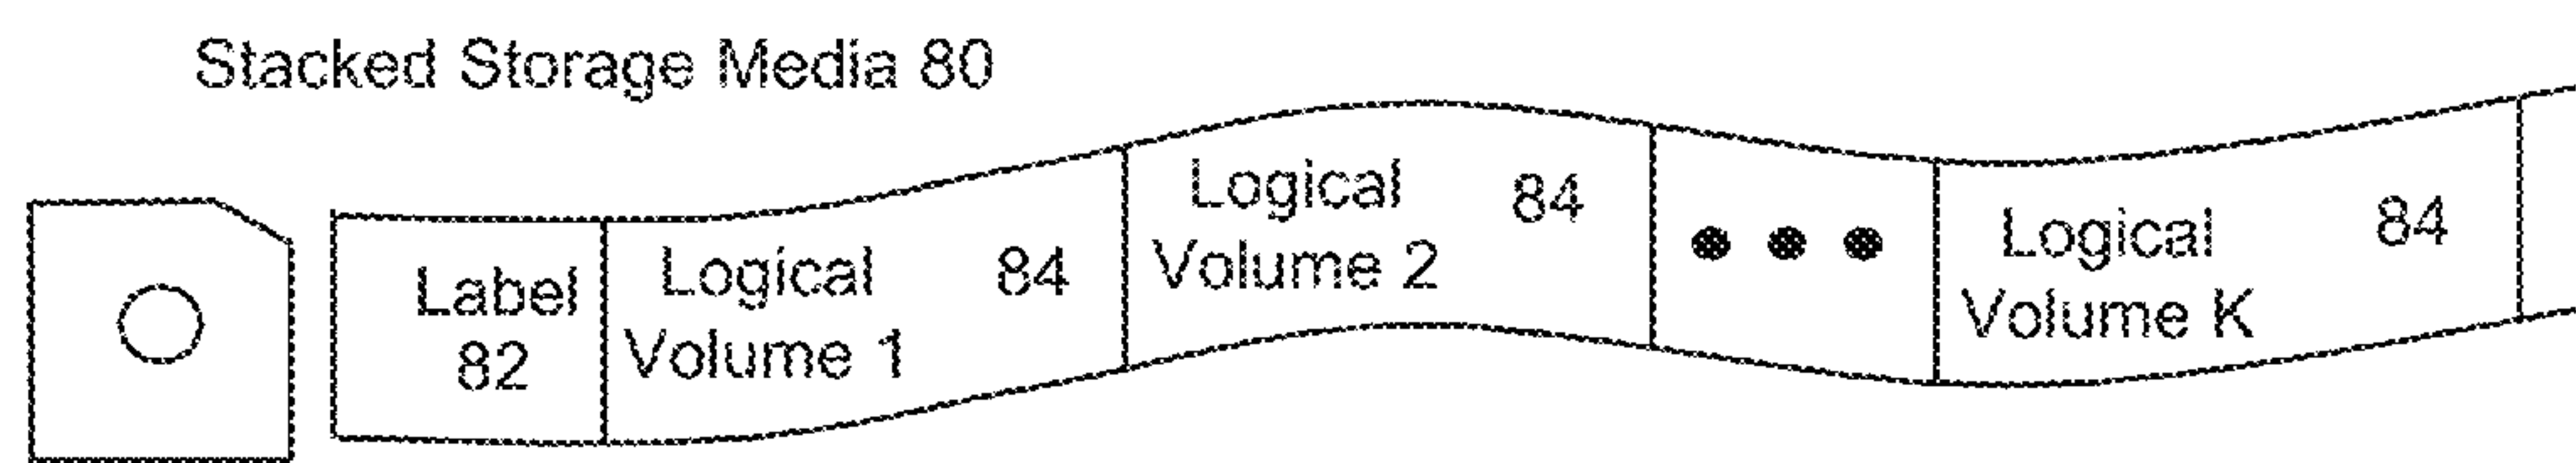 Stacked Storage Media 80
Label
82
Logical
Volume 1
84
Logical
Volume 2
84
Logical
Volume K
84